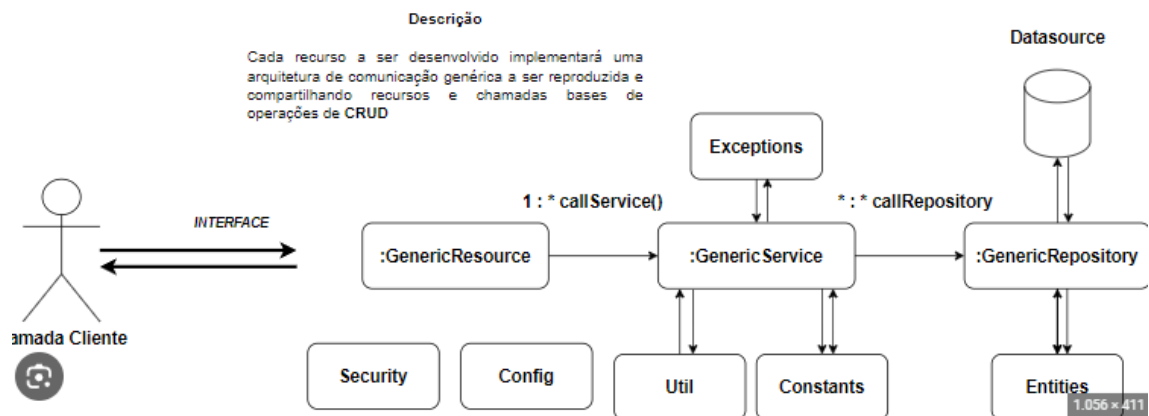 Descrição
Cada recurso a ser desenvolvido implementará uma
arquitetura de comunicação genérica a ser reproduzida e
compartilhando recursos e chamadas bases de
operações de CRUD
Datasource
Exceptions
1 : * callService()
* : * callRepository
INTERFACE
:GenericResource
:GenericService
:GenericRepository
amada Cliente
Security
Config
Util
Constants
Entities
1.056 × 411